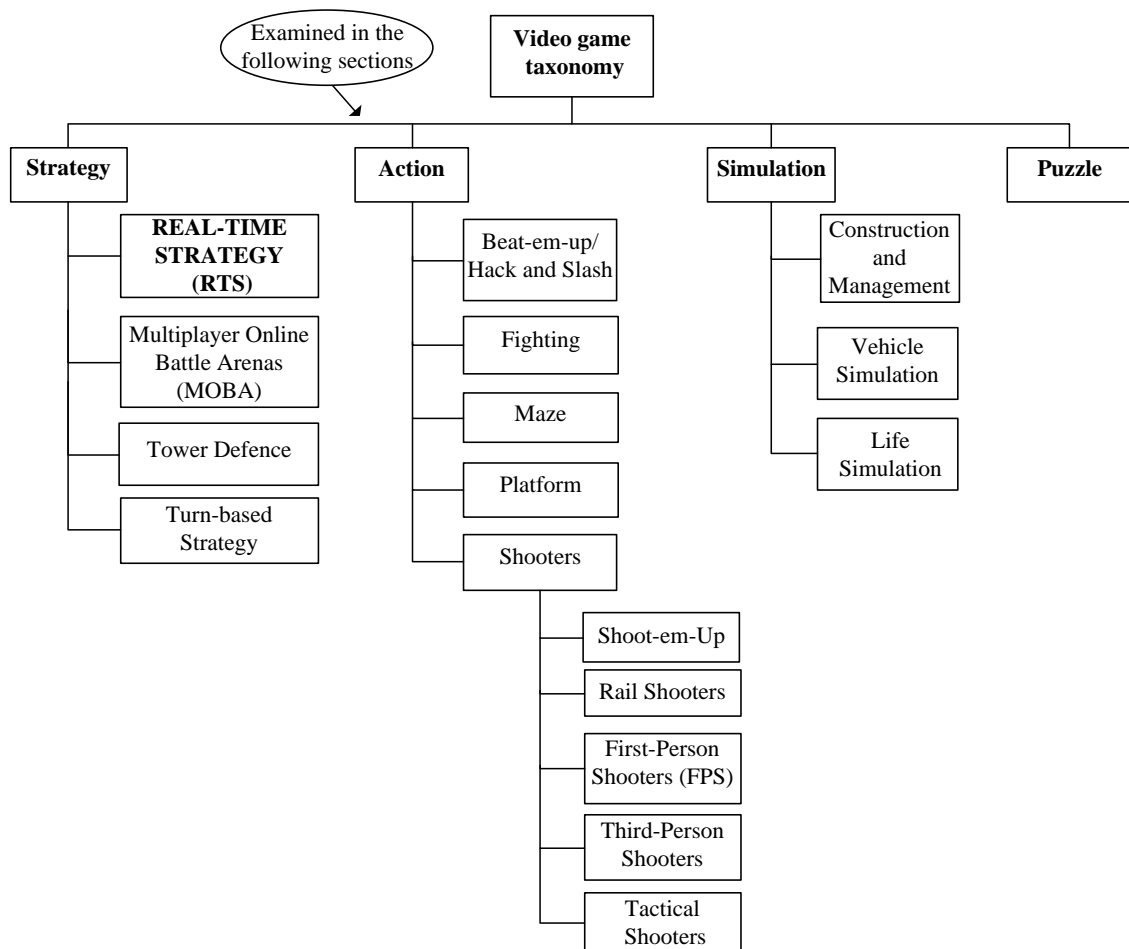 Examined in the
following sections
Video game
taxonomy
Strategy
Action
Simulation
Puzzle
REAL-TIME
STRATEGY
(RTS)
Multiplayer Online
Battle Arenas
(MOBA)
Tower Defence
Turn-based
Strategy
Beat-em-up/
Hack and Slash
Fighting
Maze
Platform
Shooters
Shoot-em-Up
Rail Shooters
First-Person
Shooters (FPS)
Third-Person
Shooters
Tactical
Shooters
Construction
and
Management
Vehicle
Simulation
Life
Simulation